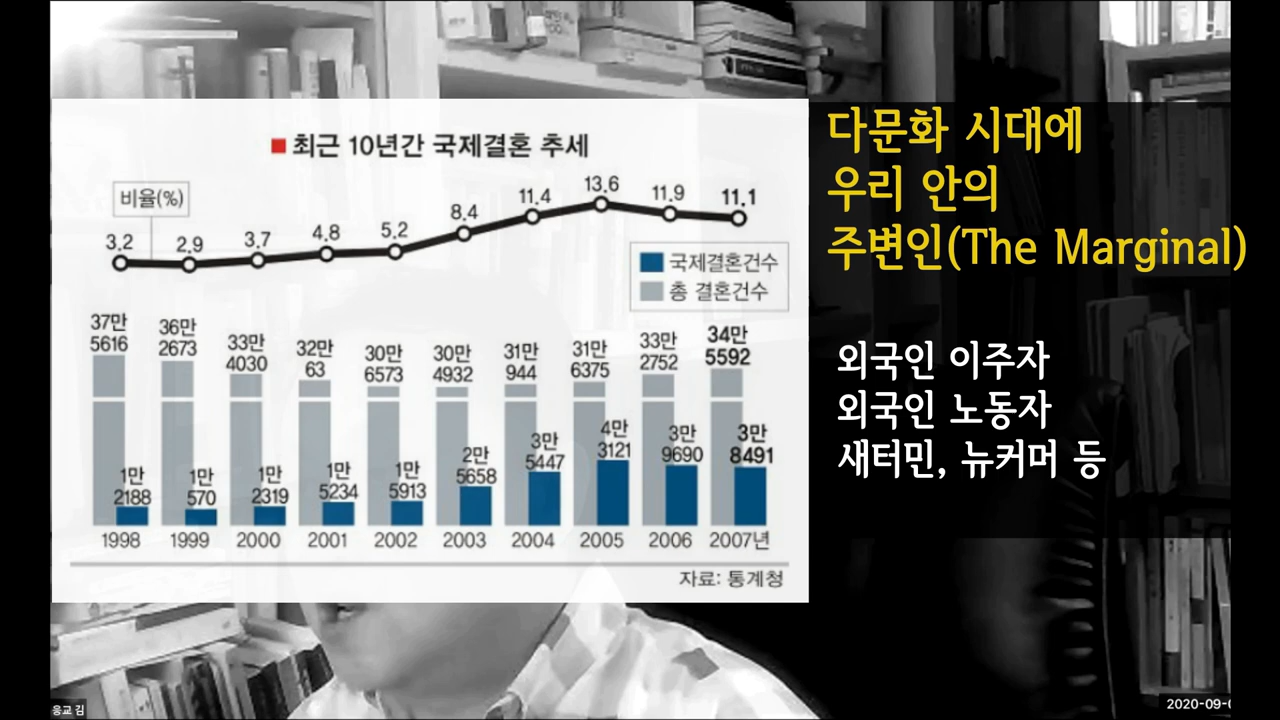 최근 10년간 국제결혼 추세
비율(%)
3.2 2.9 3.7 4.8 5.2 8.4 11.4 13.6 11.9 11.1
국제결혼건수
총 결혼건수
37만 36만 33만 32만 30만 30만 31만 31만 33만 34만
5616 2673 4030 63 6573 4932 944 6375 2752 5592
1만 1만 1만 1만 1만 2만 3만 4만 3만 3만
2188 570 2319 5234 5913 5658 5447 3121 9690 8491
1998 1999 2000 2001 2002 2003 2004 2005 2006 2007년
자료: 통계청
다문화 시대에
우리 안의
주변인(The Marginal)
외국인 이주자
외국인 노동자
새터민, 뉴커머 등
응교 김
2020-09-